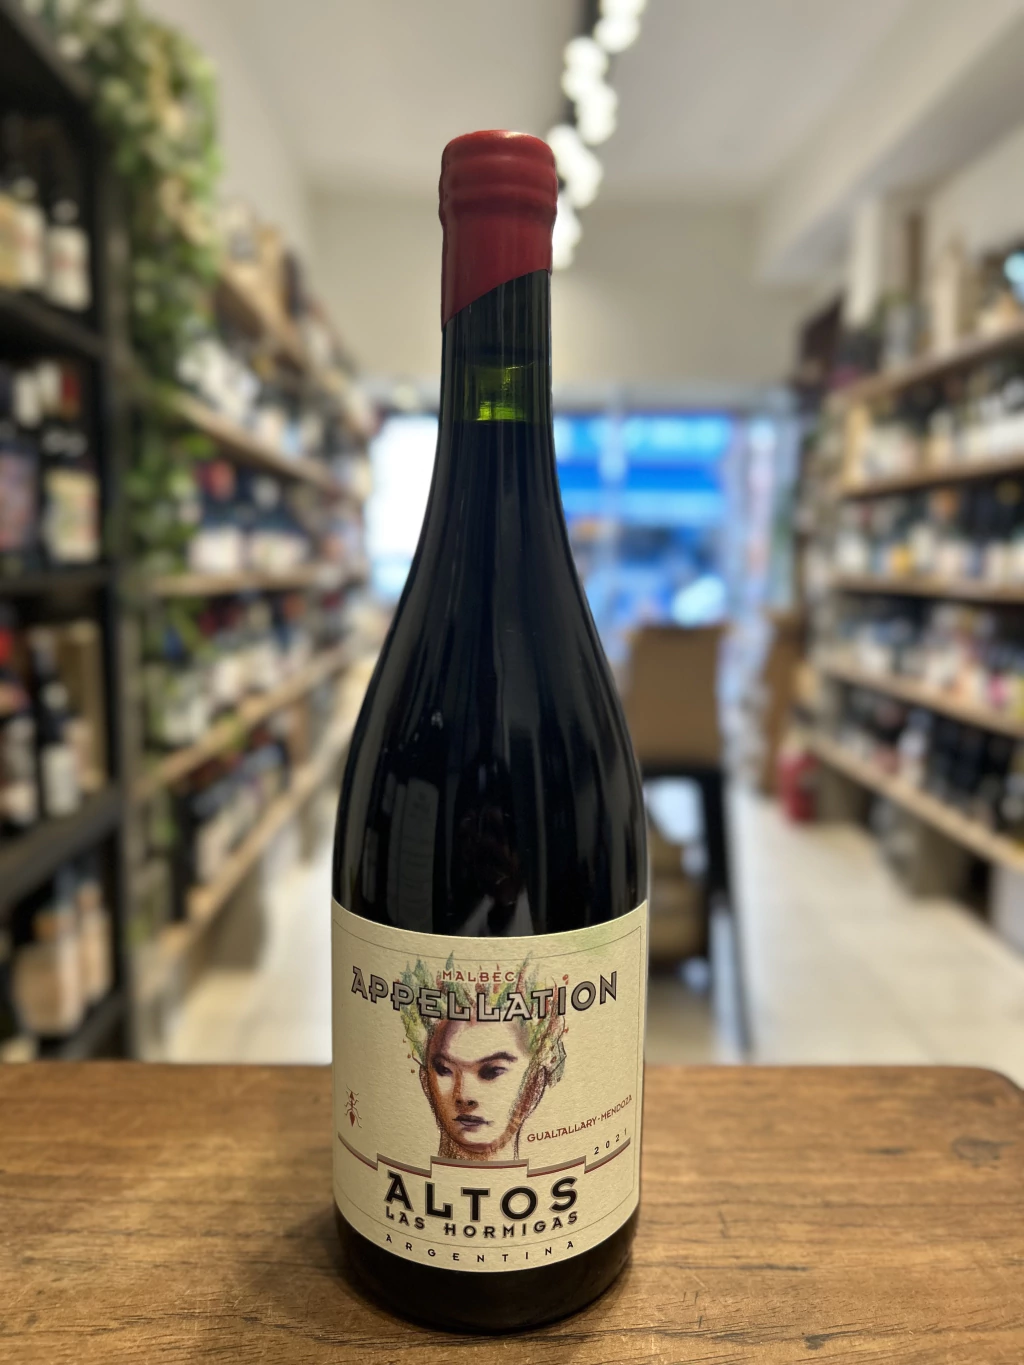 MALBEC
APPELLATION
GUALTALLARY · MENDOZA
2021
ALTOS
LAS HORMIGAS
ARGENTINA